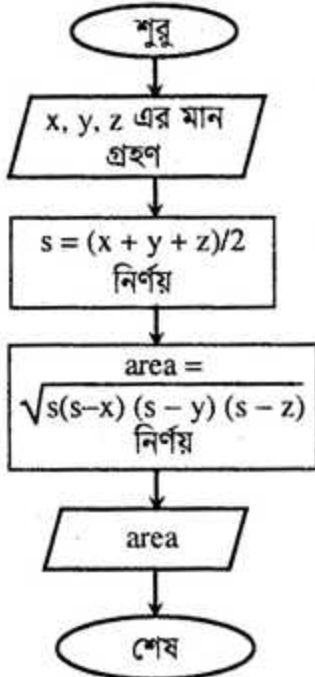 শুরু
x, y, z এর মান
গ্রহণ
s = (x + y + z)/2
নির্ণয়
area =
√s(s–x) (s – y) (s – z)
নির্ণয়
area
শেষ